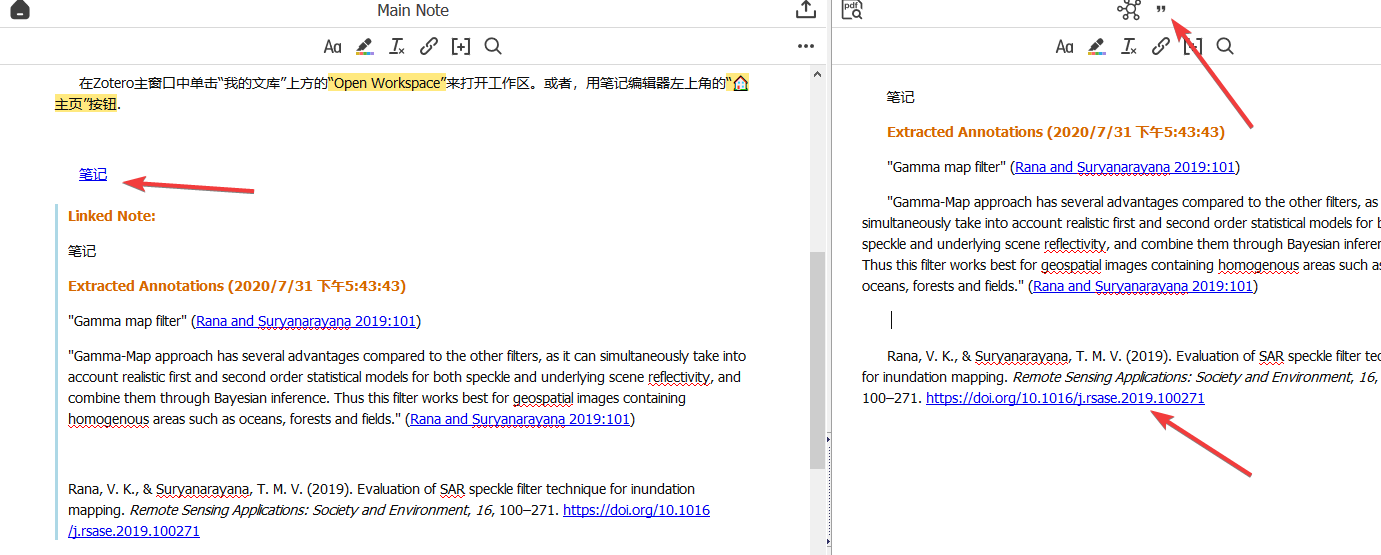 Main Note
Aa
在Zotero主窗口中单击“我的文库”上方的“Open Workspace”来打开工作区。或者，用笔记编辑器左上角的“🏠
主页”按钮.
笔记
Linked Note:
笔记
Extracted Annotations (2020/7/31 下午5:43:43)
"Gamma map filter" (Rana and Suryanarayana 2019:101)
"Gamma-Map approach has several advantages compared to the other filters, as it can simultaneously take into
account realistic first and second order statistical models for both speckle and underlying scene reflectivity, and
combine them through Bayesian inference. Thus this filter works best for geospatial images containing
homogenous areas such as oceans, forests and fields." (Rana and Suryanarayana 2019:101)
Rana, V. K., & Suryanarayana, T. M. V. (2019). Evaluation of SAR speckle filter technique for inundation
mapping. Remote Sensing Applications: Society and Environment, 16, 100–271. https://doi.org/10.1016
/j.rsase.2019.100271
pdf
Aa
笔记
Extracted Annotations (2020/7/31 下午5:43:43)
"Gamma map filter" (Rana and Suryanarayana 2019:101)
"Gamma-Map approach has several advantages compared to the other filters, as
simultaneously take into account realistic first and second order statistical models for b
speckle and underlying scene reflectivity, and combine them through Bayesian inferenc
Thus this filter works best for geospatial images containing homogenous areas such as
oceans, forests and fields." (Rana and Suryanarayana 2019:101)
Rana, V. K., & Suryanarayana, T. M. V. (2019). Evaluation of SAR speckle filter tec
for inundation mapping. Remote Sensing Applications: Society and Environment, 16,
100–271. https://doi.org/10.1016/j.rsase.2019.100271